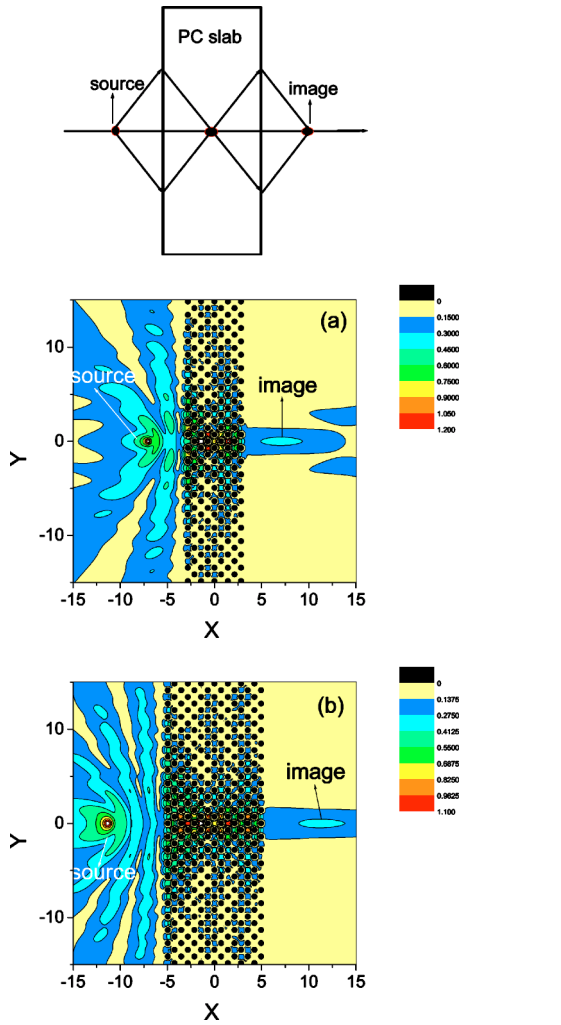 PC slab
source
image
(a)
source
image
10
0
-10
Y
-15
-10
-5
0
5
10
15
X
0
0.1500
0.3000
0.4500
0.6000
0.7500
0.9000
1.050
1.200
(b)
image
source
10
0
-10
Y
-15
-10
-5
0
5
10
15
X
0
0.1375
0.2750
0.4125
0.5500
0.6875
0.8250
0.9625
1.100